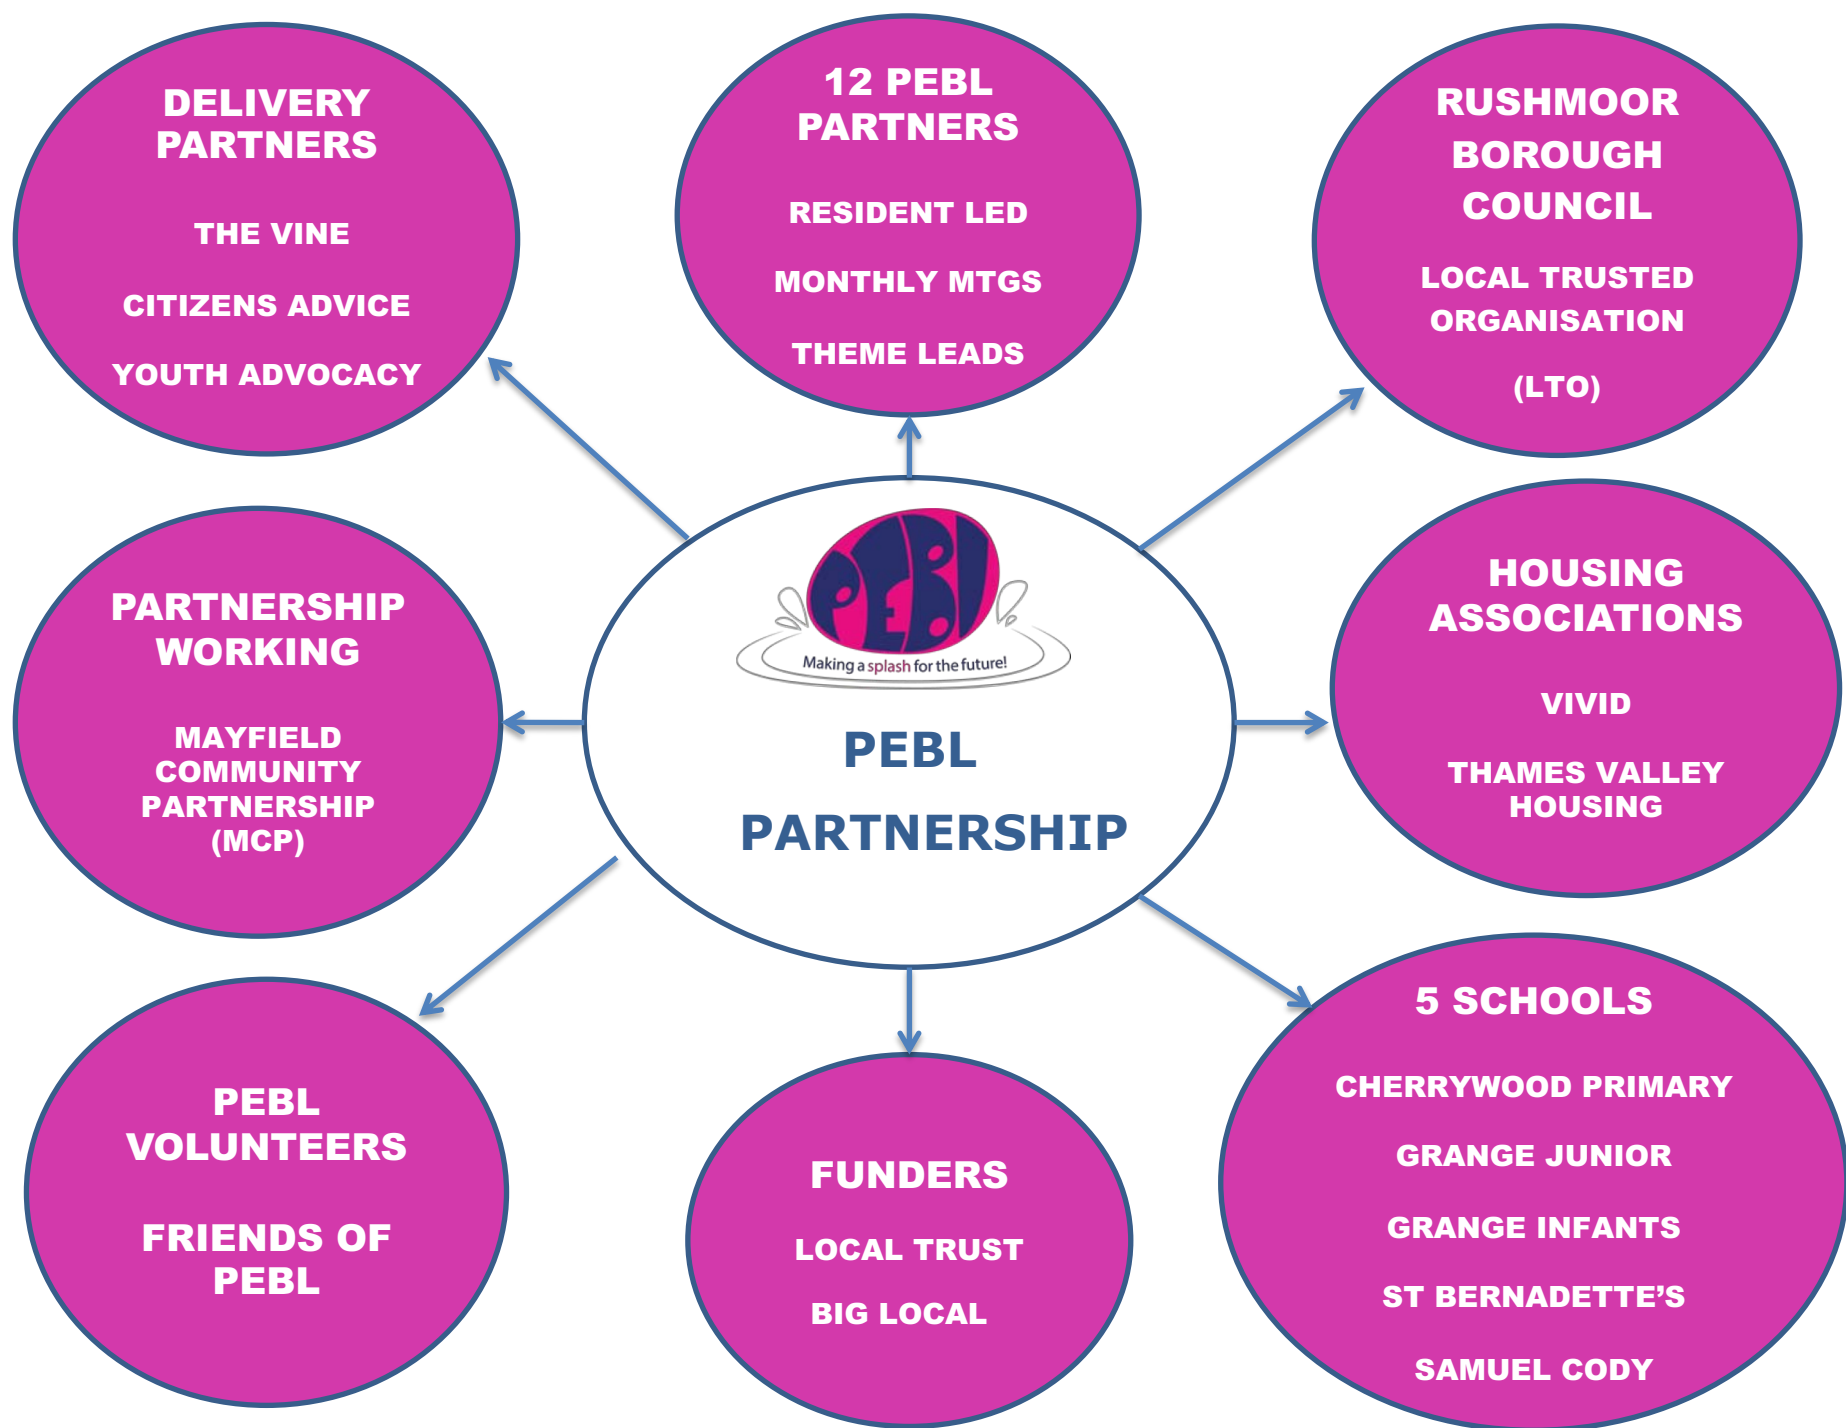 DELIVERY
PARTNERS
THE VINE
CITIZENS ADVICE
YOUTH ADVOCACY
12 PEBL
PARTNERS
RESIDENT LED
MONTHLY MTGS
THEME LEADS
RUSHMOOR
BOROUGH
COUNCIL
LOCAL TRUSTED
ORGANISATION
(LTO)
PARTNERSHIP
WORKING
MAYFIELD
COMMUNITY
PARTNERSHIP
(MCP)
PEBL
Making a splash for the future!
PEBL
PARTNERSHIP
HOUSING
ASSOCIATIONS
VIVID
THAMES VALLEY
HOUSING
PEBL
VOLUNTEERS
FRIENDS OF
PEBL
FUNDERS
LOCAL TRUST
BIG LOCAL
5 SCHOOLS
CHERRYWOOD PRIMARY
GRANGE JUNIOR
GRANGE INFANTS
ST BERNADETTE’S
SAMUEL CODY